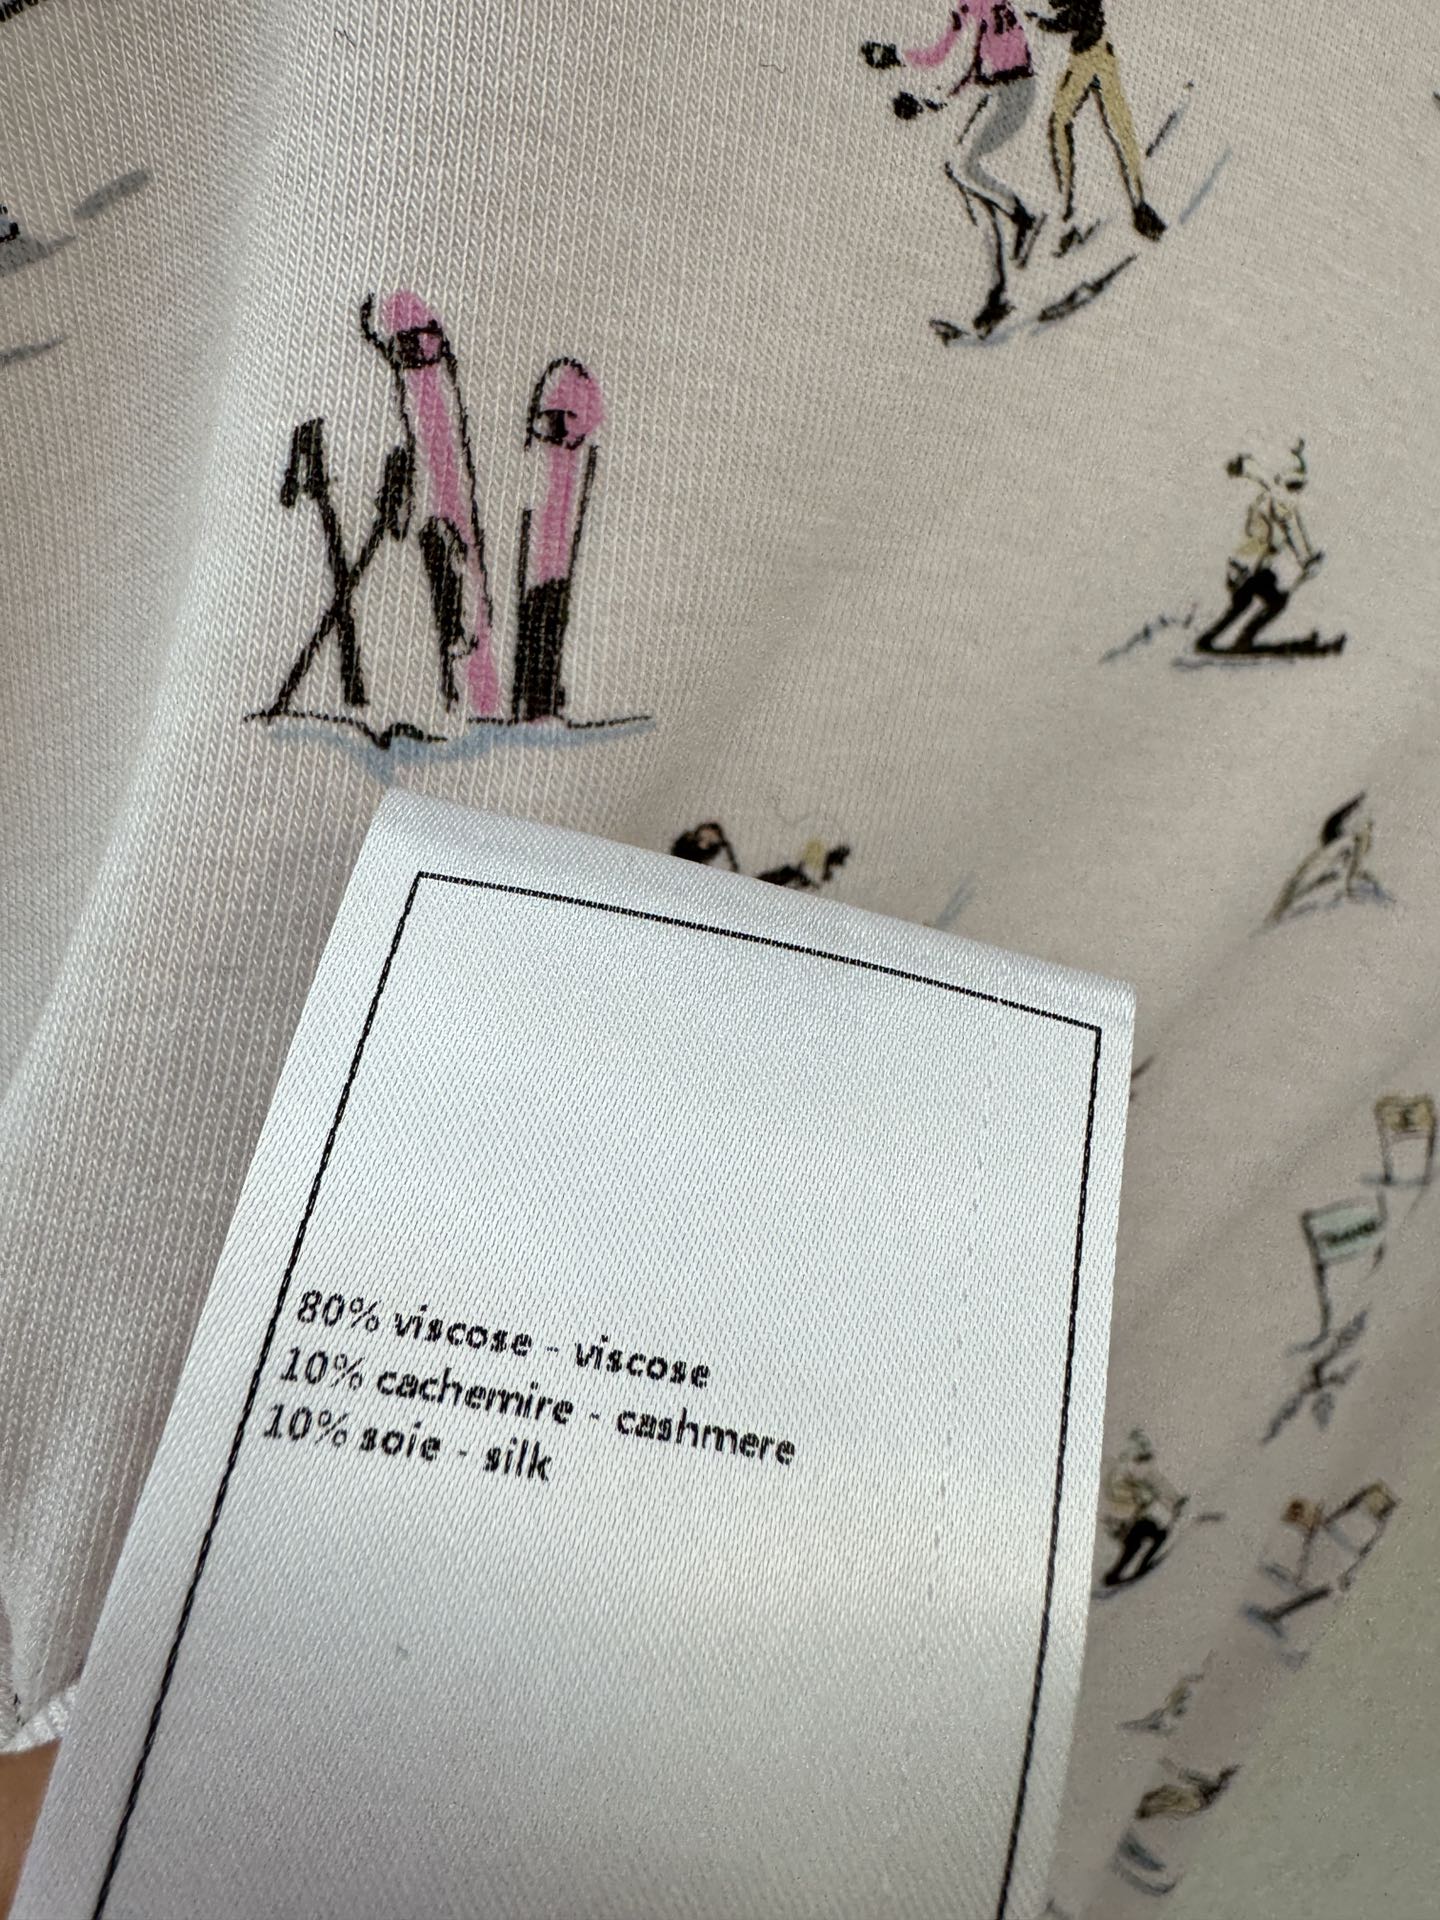 80% viscose - viscose
10% cachemire - cashmere
10% soie - silk